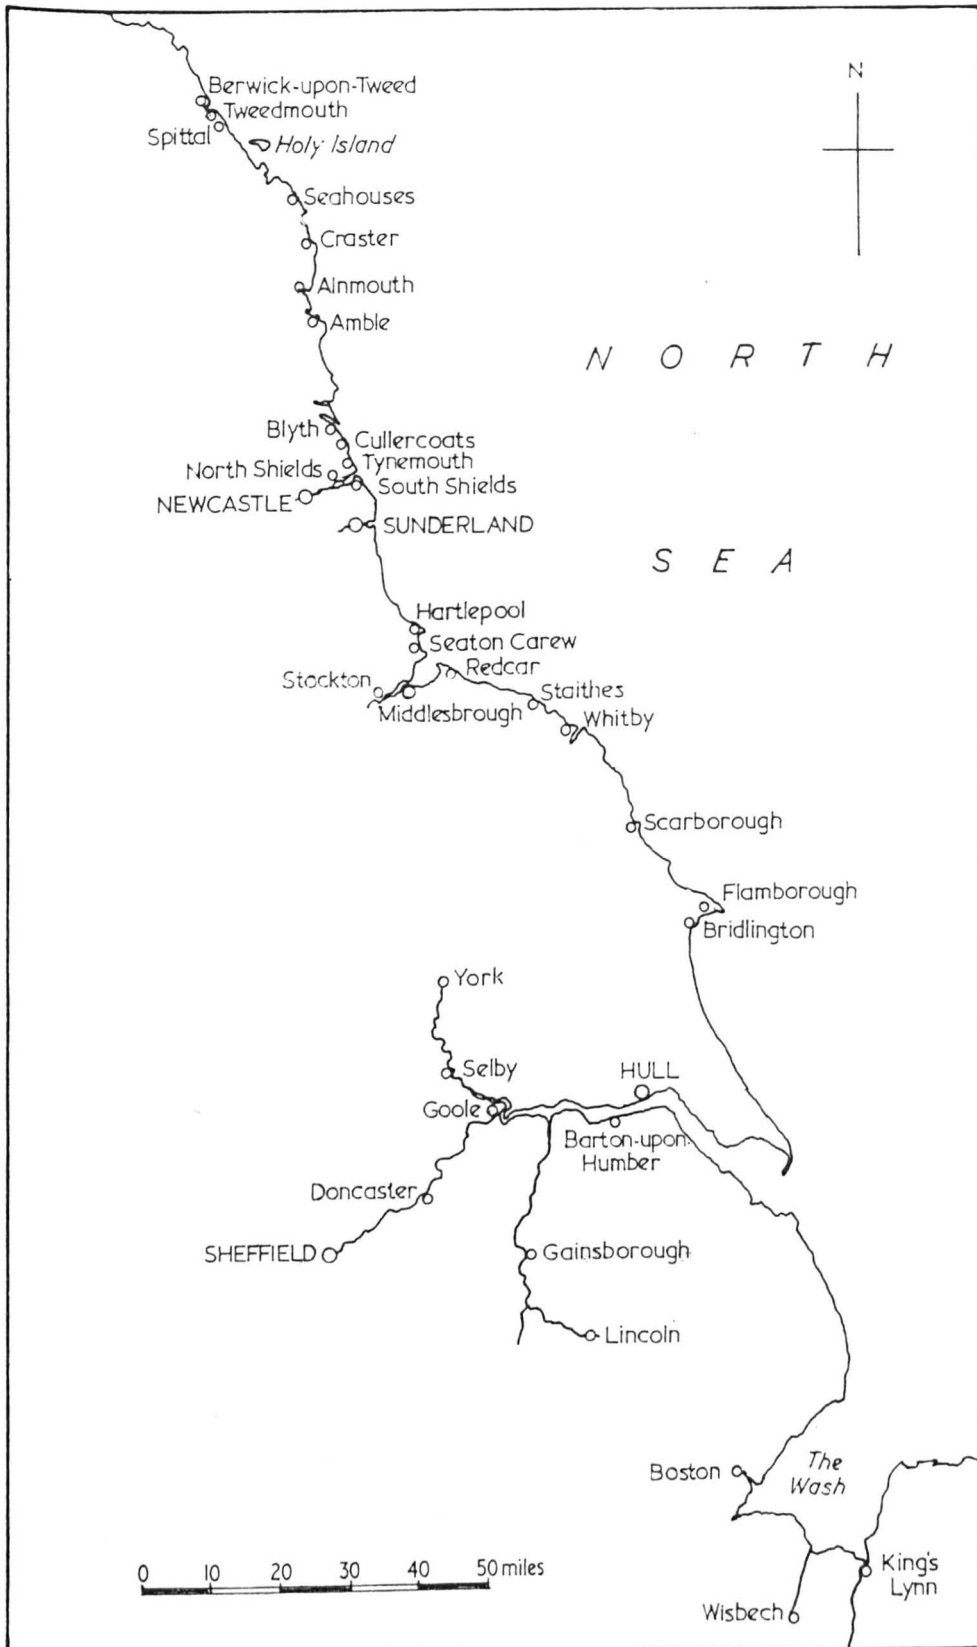 N
Berwick-upon-Tweed
Tweedmouth
Spittal
Holy Island
Seahouses
Craster
Alnmouth
Amble
NORTH
Blyth
Cullercoats
Tynemouth
North Shields
South Shields
NEWCASTLE
SUNDERLAND
SEA
Hartlepool
Seaton Carew
Redcar
Stockton
Middlesbrough
Staithes
Whitby
Scarborough
Flamborough
Bridlington
York
Selby
HULL
Goole
Barton-upon-
Humber
Doncaster
SHEFFIELD
Gainsborough
Lincoln
Boston
The
Wash
King's
Lynn
Wisbech
0 10 20 30 40 50 miles